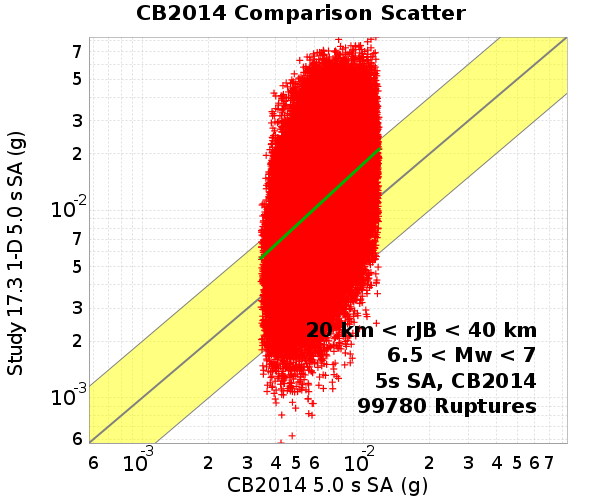 CB2014 Comparison Scatter
7
5
3
2
10-2
7
5
3
2
10-3
6
Study 17.3 1-D 5.0 s SA (g)
20 km < rJB < 40 km
6.5 < Mw < 7
5s SA, CB2014
99780 Ruptures
6 10-3 2 3 4 5 6 10-2 2 3 4 5 6 7
CB2014 5.0 s SA (g)